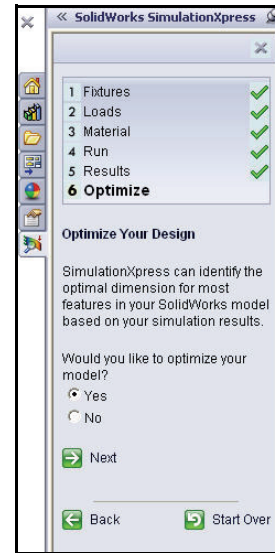 « SolidWorks SimulationXpress
1 Fixtures
2 Loads
3 Material
4 Run
5 Results
6 Optimize
Optimize Your Design
SimulationXpress can identify the
optimal dimension for most
features in your SolidWorks model
based on your simulation results.
Would you like to optimize your
model?
Yes
No
Next
Back Start Over